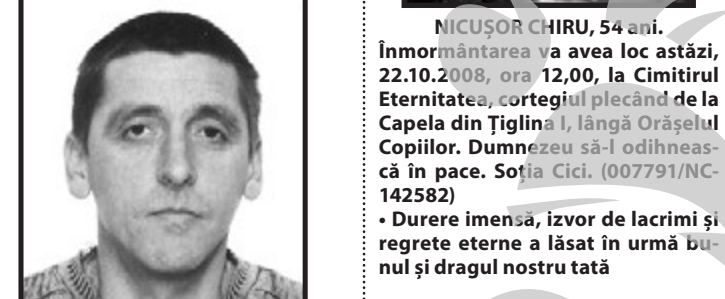 NICUȘOR CHIRU, 54 ani.
Înmormântarea va avea loc astăzi,
22.10.2008, ora 12,00, la Cimitirul
Eternitatea, cortegiul plecând de la
Capela din Țiglina I, lângă Orășelul
Copiilor. Dumnezeu să-l odihneas-
că în pace. Soția Cici. (007791/NC-
142582)
• Durere imensă, izvor de lacrimi și
regrete eterne a lăsat în urmă bu-
nul și dragul nostru tată